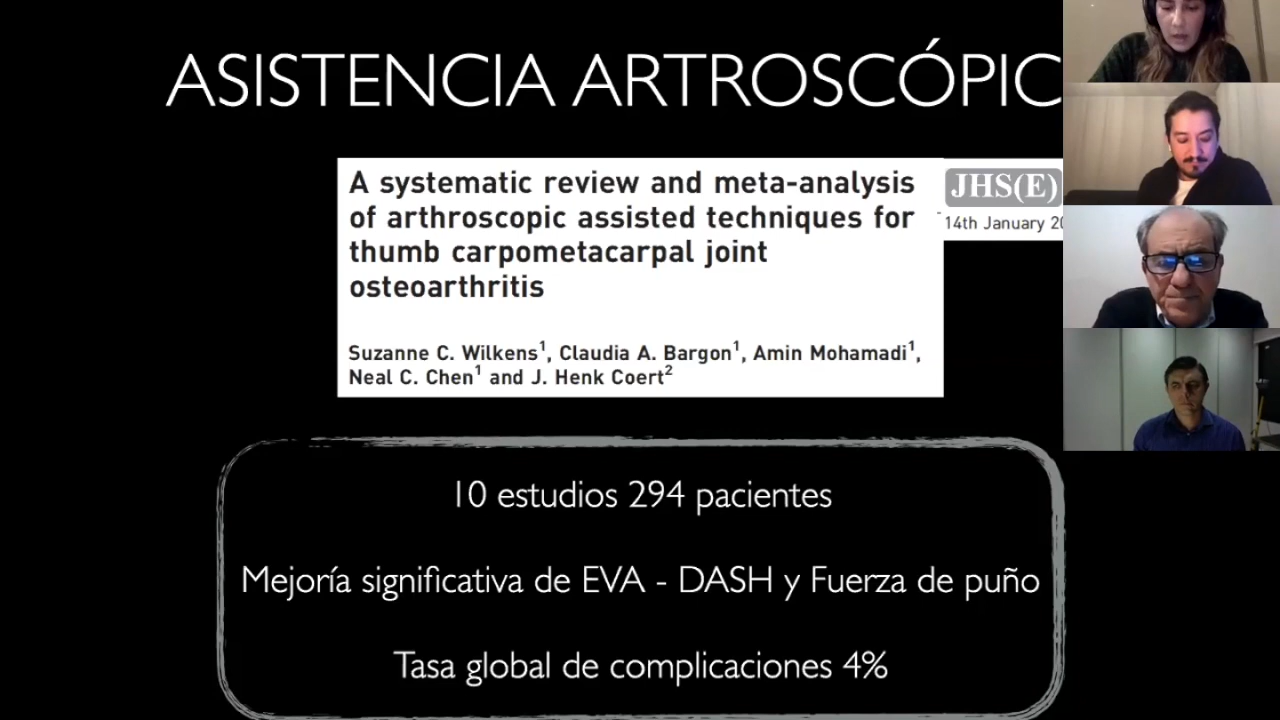 ASISTENCIA ARTROSCÓPIC
A systematic review and meta-analysis
of arthroscopic assisted techniques for
thumb carpometacarpal joint
osteoarthritis
JHS(E)
14th January 20
Suzanne C. Wilkens¹, Claudia A. Bargon¹, Amin Mohamadi¹,
Neal C. Chen¹ and J. Henk Coert²
10 estudios 294 pacientes
Mejoría significativa de EVA - DASH y Fuerza de puño
Tasa global de complicaciones 4%